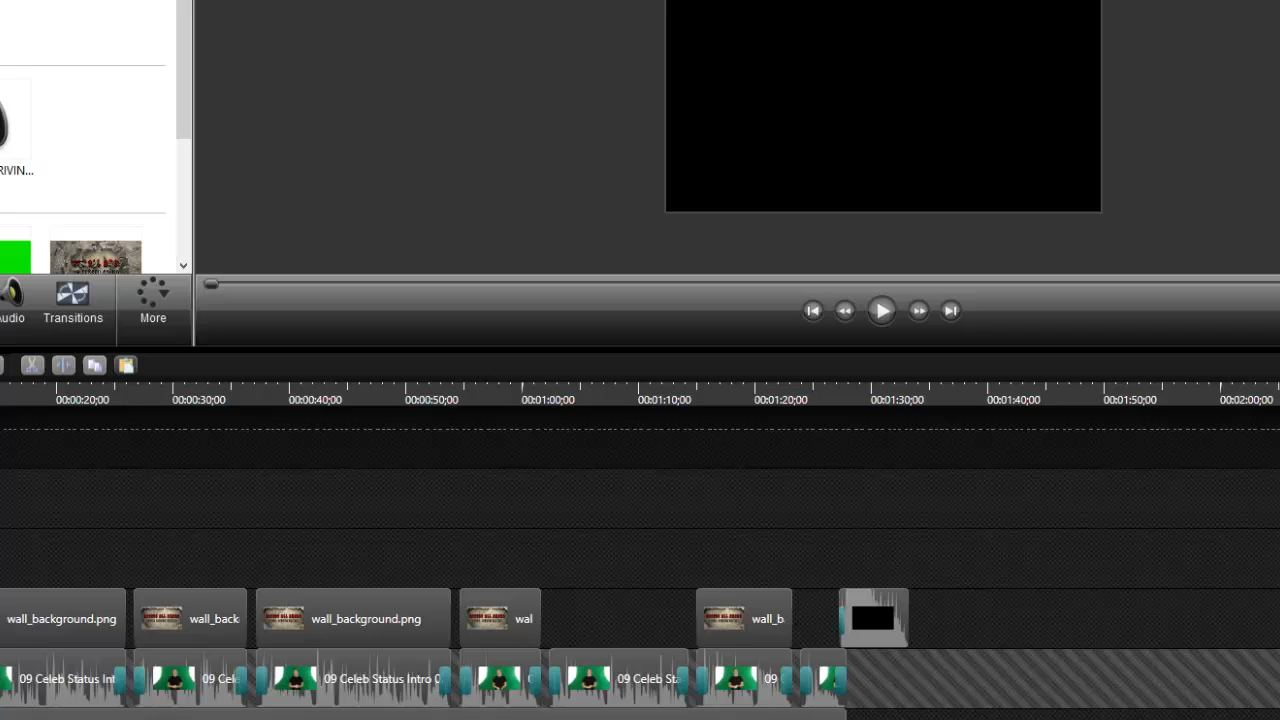 RIVIN...
udio
Transitions
More
00:00:20;00
00:00:30;00
00:00:40;00
00:00:50;00
00:01:00;00
00:01:10;00
00:01:20;00
00:01:30;00
00:01:40;00
00:01:50;00
00:02:00;00
wall_background.png
wall_back
wall_background.png
wal
wall_b
09 Celeb Status Int
09 Cele
09 Celeb Status Intro 0
09 Celeb Sta
09